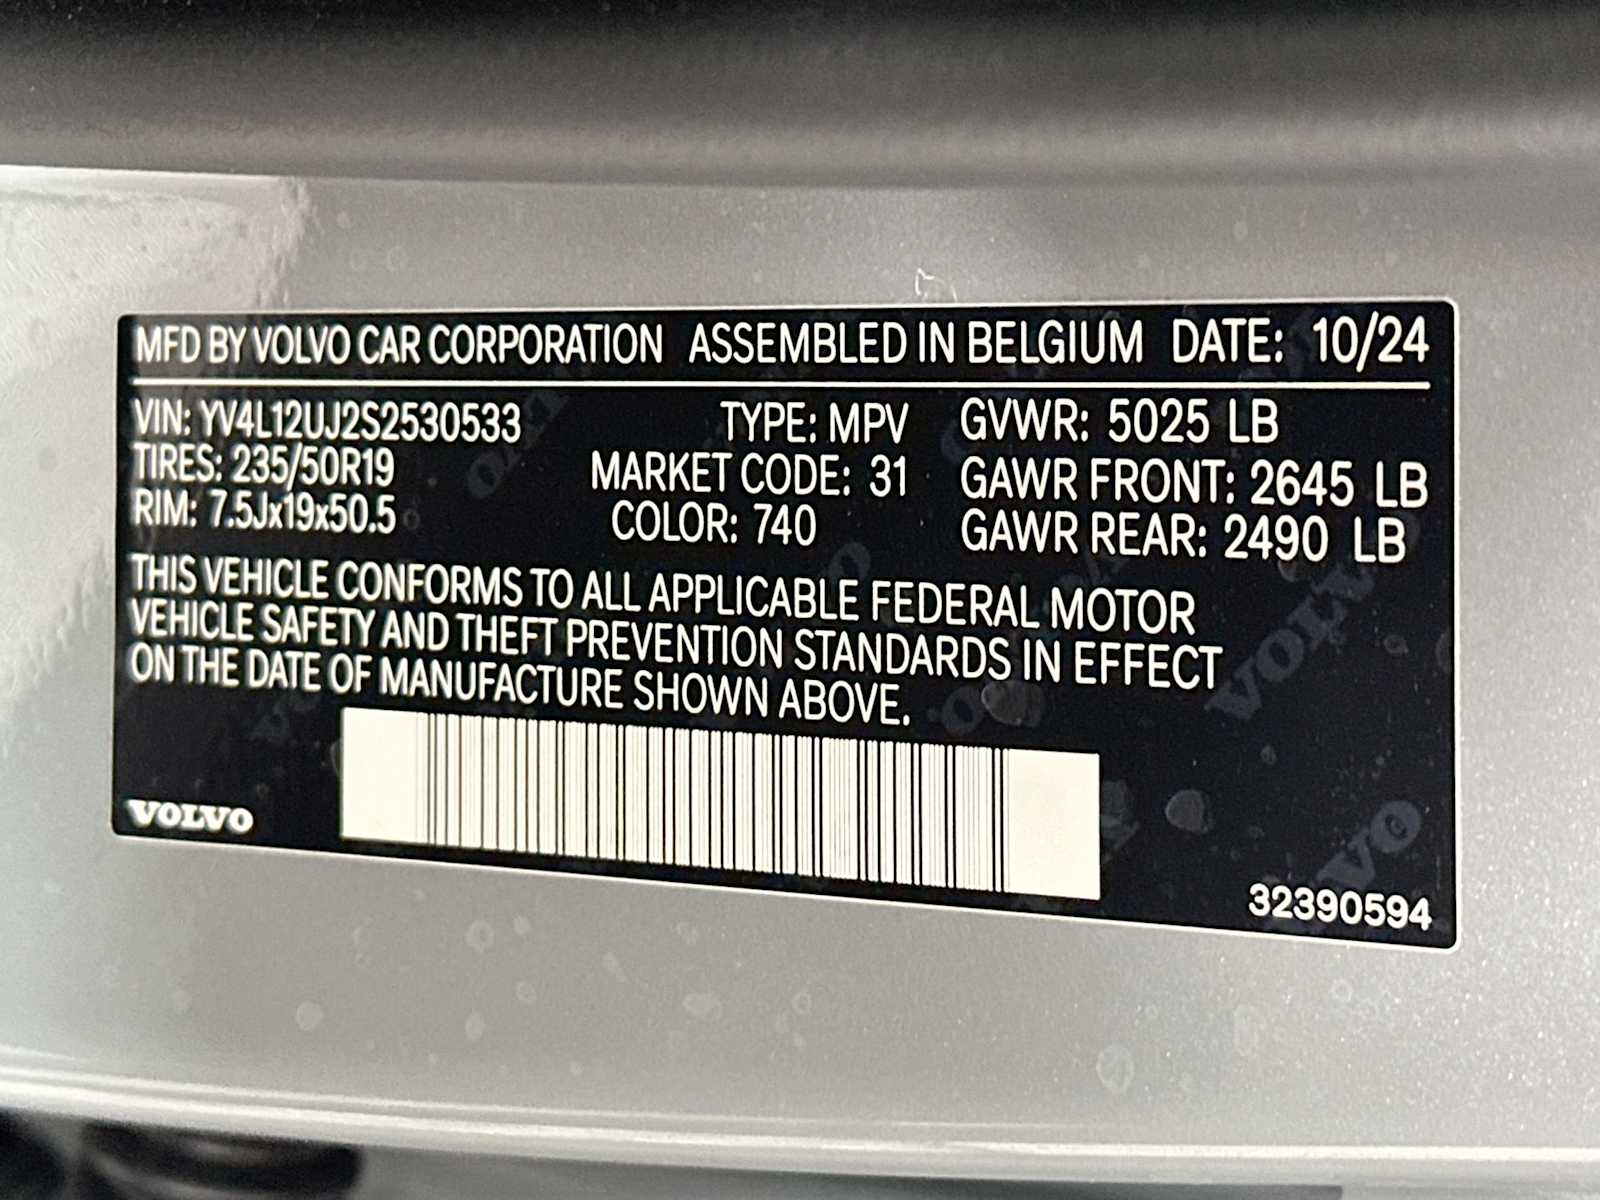 MFD BY VOLVO CAR CORPORATION ASSEMBLED IN BELGIUM DATE: 10/24
VIN: YV4L12UJ2S2530533 TYPE: MPV GVWR: 5025 LB
TIRES: 235/50R19 MARKET CODE: 31 GAWR FRONT: 2645 LB
RIM: 7.5Jx19x50.5 COLOR: 740 GAWR REAR: 2490 LB
THIS VEHICLE CONFORMS TO ALL APPLICABLE FEDERAL MOTOR
VEHICLE SAFETY AND THEFT PREVENTION STANDARDS IN EFFECT
ON THE DATE OF MANUFACTURE SHOWN ABOVE.
VOLVO
32390594